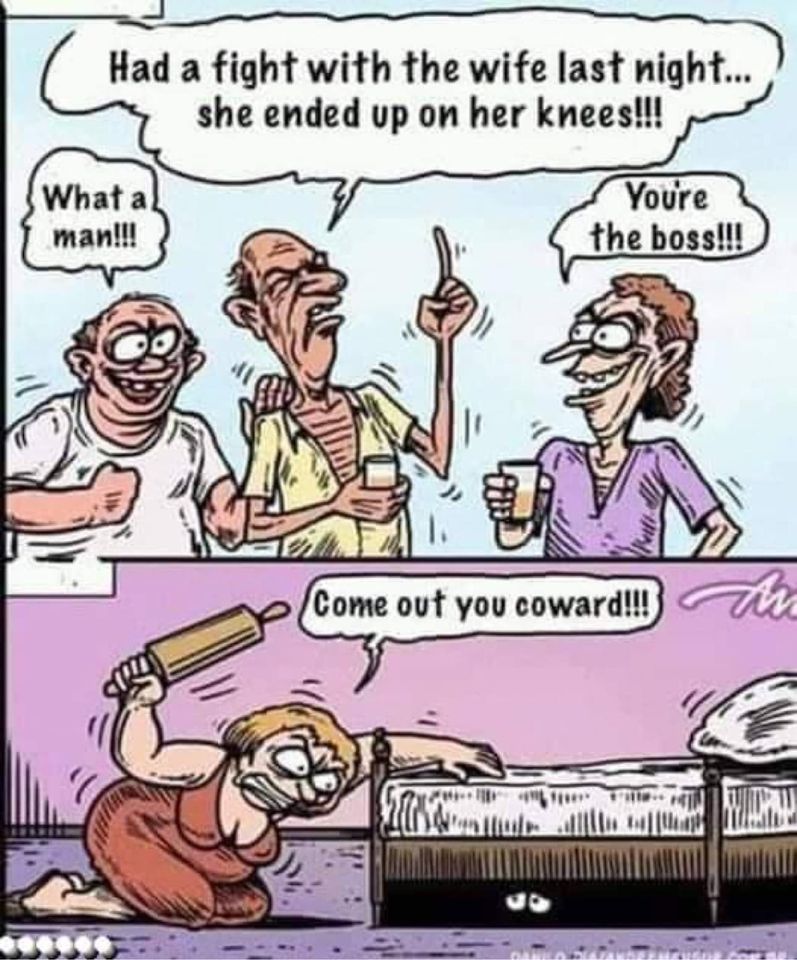 Had a fight with the wife last night...
she ended up on her knees!!!
What a
man!!!
You're
the boss!!!
Come out you coward!!!